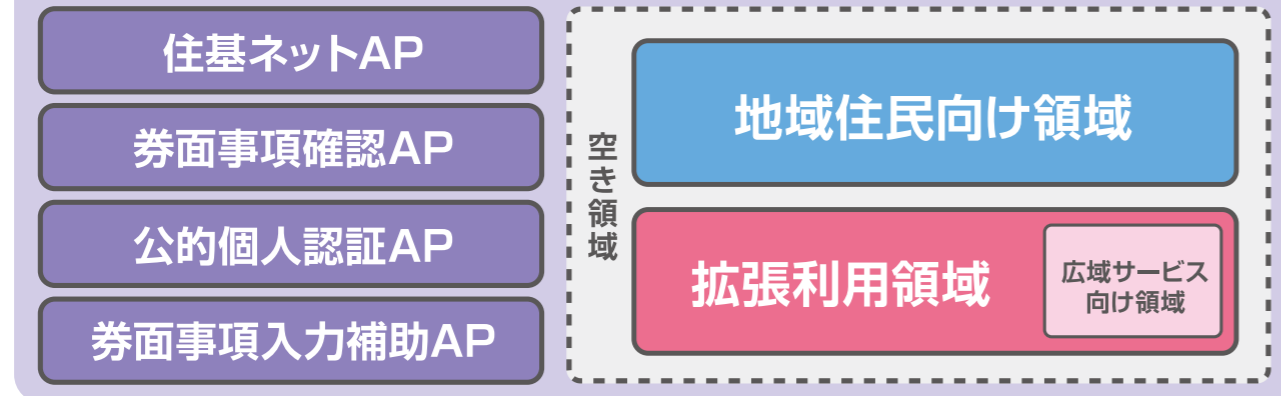 住基ネットAP
券面事項確認AP
公的個人認証AP
券面事項入力補助AP
空き領域
地域住民向け領域
拡張利用領域
広域サービス
向け領域